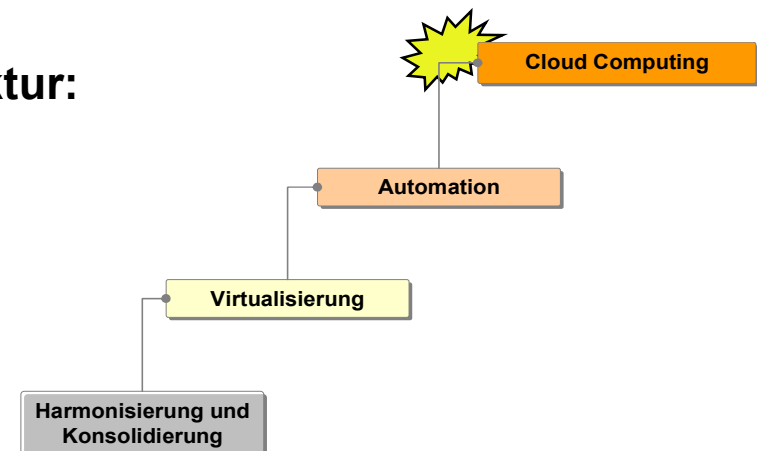 Cloud Computing
ktur:
Automation
Virtualisierung
Harmonisierung und
Konsolidierung